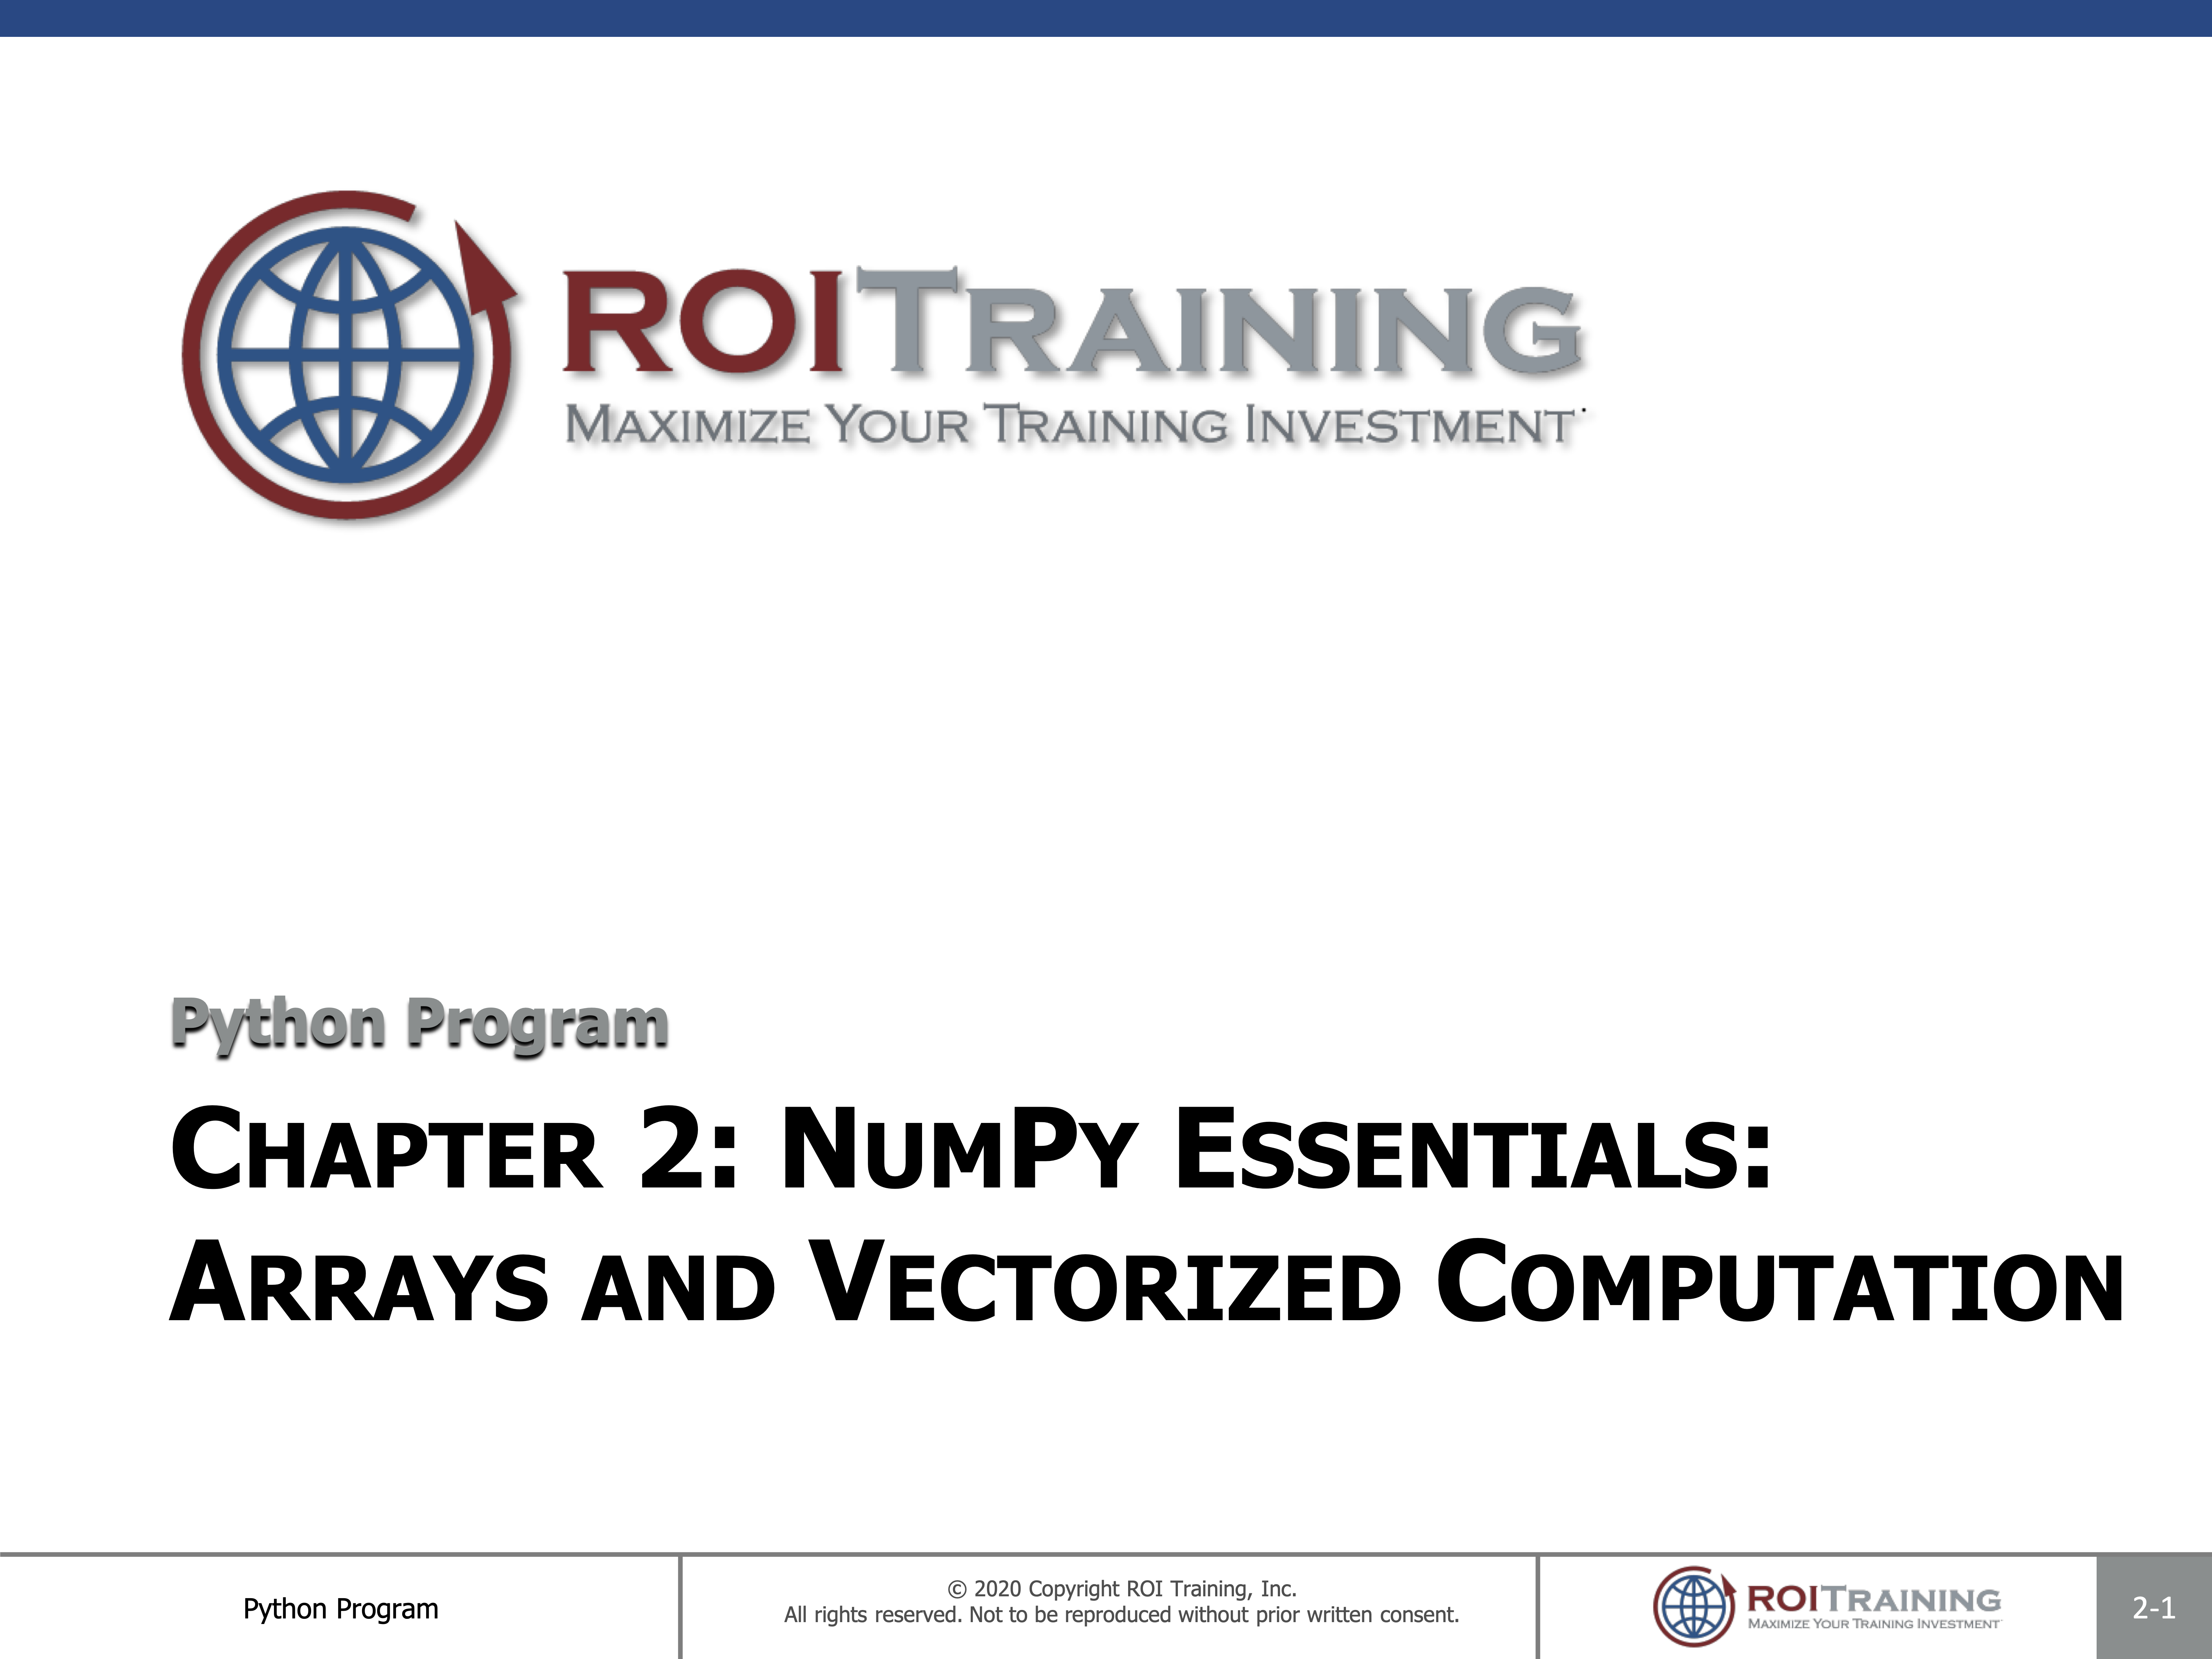 ROITRAINING
MAXIMIZE YOUR TRAINING INVESTMENT
Python Program
CHAPTER 2: NUMPY ESSENTIALS:
ARRAYS AND VECTORIZED COMPUTATION
Python Program
© 2020 Copyright ROI Training, Inc.
All rights reserved. Not to be reproduced without prior written consent.
ROITRAINING
MAXIMIZE YOUR TRAINING INVESTMENT
2-1